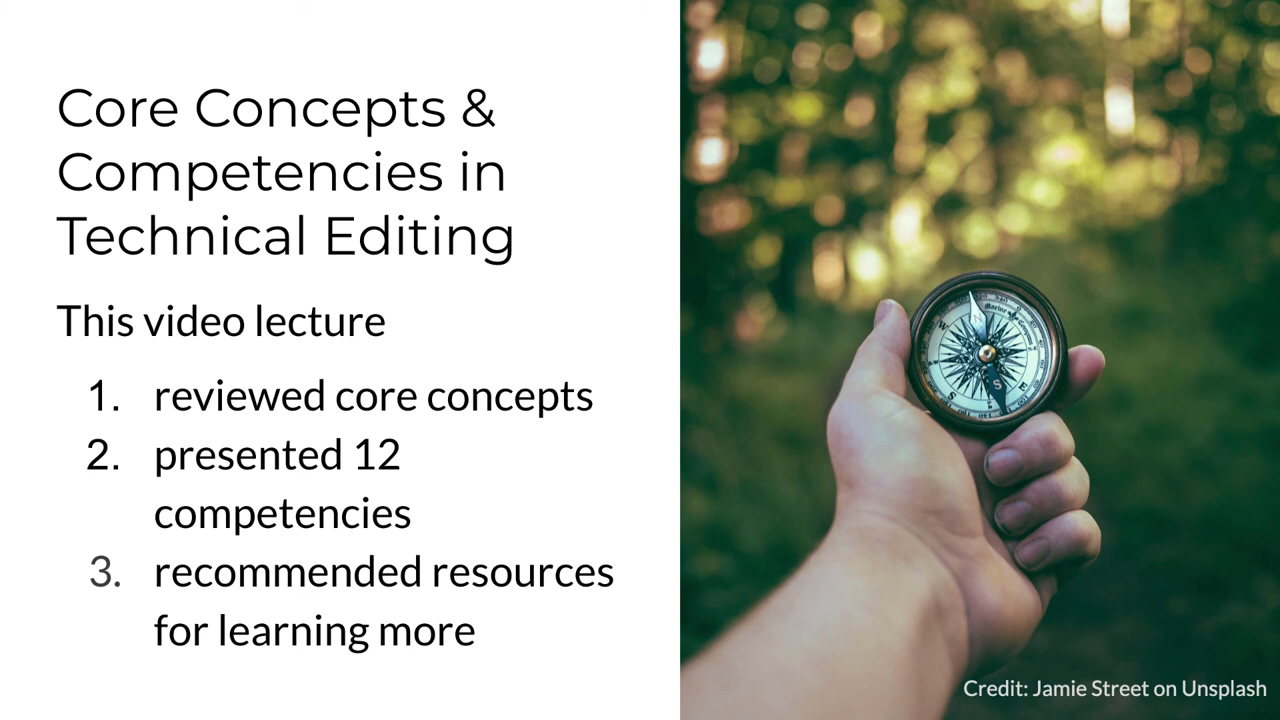 Core Concepts &
Competencies in
Technical Editing
This video lecture
1. reviewed core concepts
2. presented 12
competencies
3. recommended resources
for learning more
N
W
E
S
S
Credit: Jamie Street on Unsplash